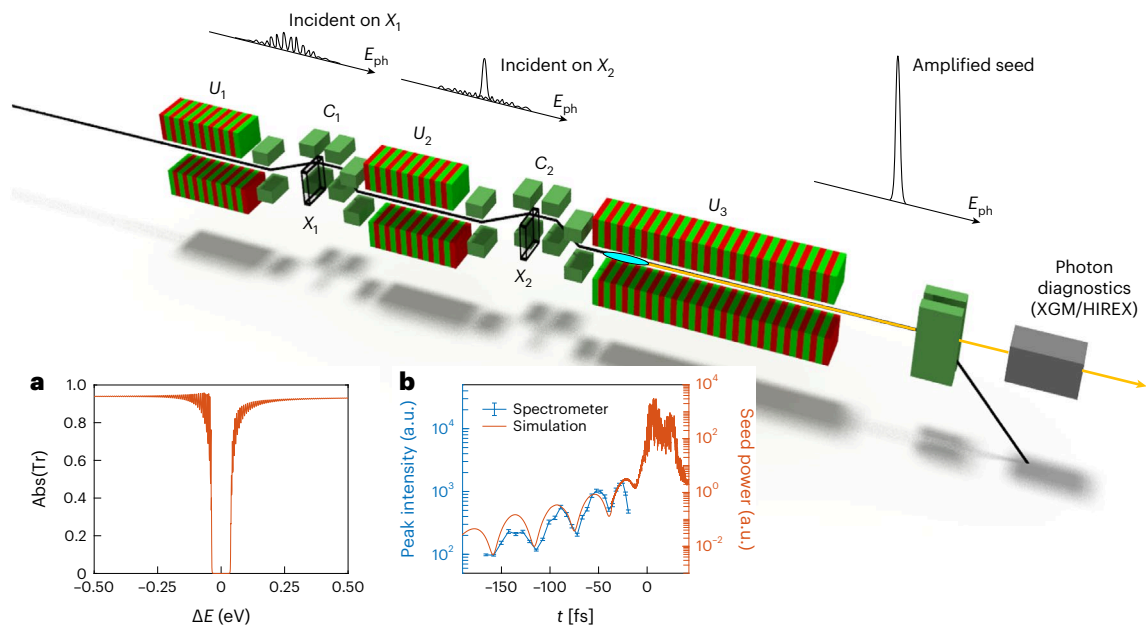 Incident on X₁
E_ph
Incident on X₂
E_ph
Amplified seed
E_ph
U₁
C₁
U₂
C₂
U₃
X₁
X₂
Photon
diagnostics
(XGM/HIREX)
a
Abs(Tr)
1.0
0.8
0.6
0.4
0.2
0
−0.50
−0.25
0
0.25
0.50
ΔE (eV)
b
Peak intensity (a.u.)
10⁴
10³
10²
Spectrometer
Simulation
10⁴
10²
10⁰
10⁻²
Seed power
(a.u.)
−150
−100
−50
0
t [fs]